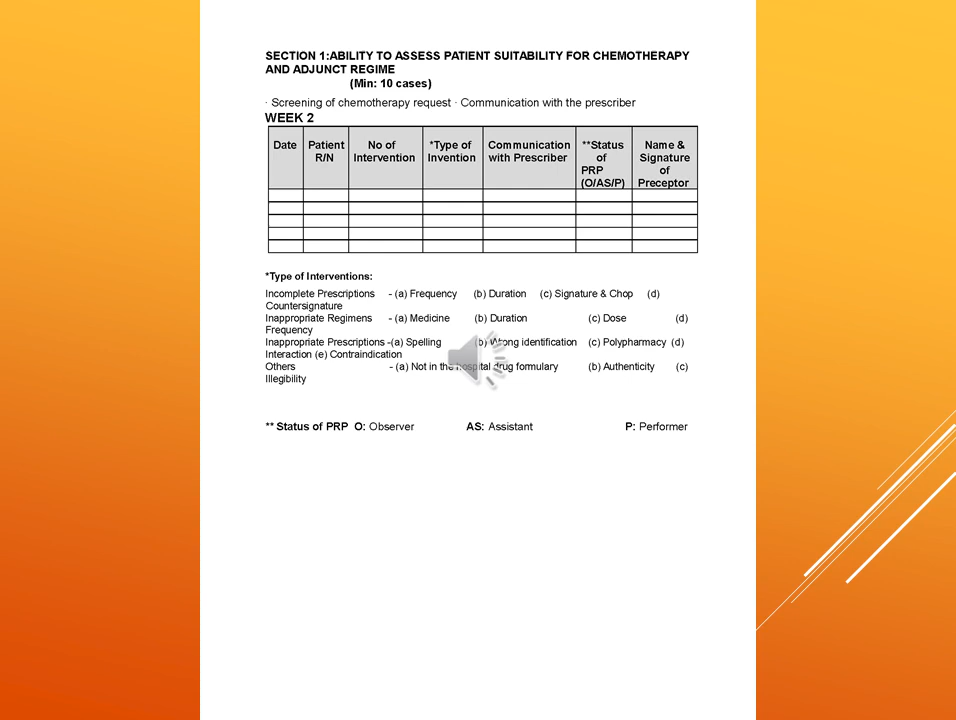 SECTION 1:ABILITY TO ASSESS PATIENT SUITABILITY FOR CHEMOTHERAPY
AND ADJUNCT REGIME
(Min: 10 cases)
· Screening of chemotherapy request · Communication with the prescriber
WEEK 2
Date Patient R/N No of Intervention *Type of Invention Communication with Prescriber **Status of PRP (O/AS/P) Name & Signature of Preceptor
*Type of Interventions:
Incomplete Prescriptions - (a) Frequency (b) Duration (c) Signature & Chop (d)
Countersignature
Inappropriate Regimens - (a) Medicine (b) Duration (c) Dose (d)
Frequency
Inappropriate Prescriptions -(a) Spelling (b) Wrong identification (c) Polypharmacy (d)
Interaction (e) Contraindication
Others - (a) Not in the hospital drug formulary (b) Authenticity (c)
Illegibility
** Status of PRP O: Observer AS: Assistant P: Performer